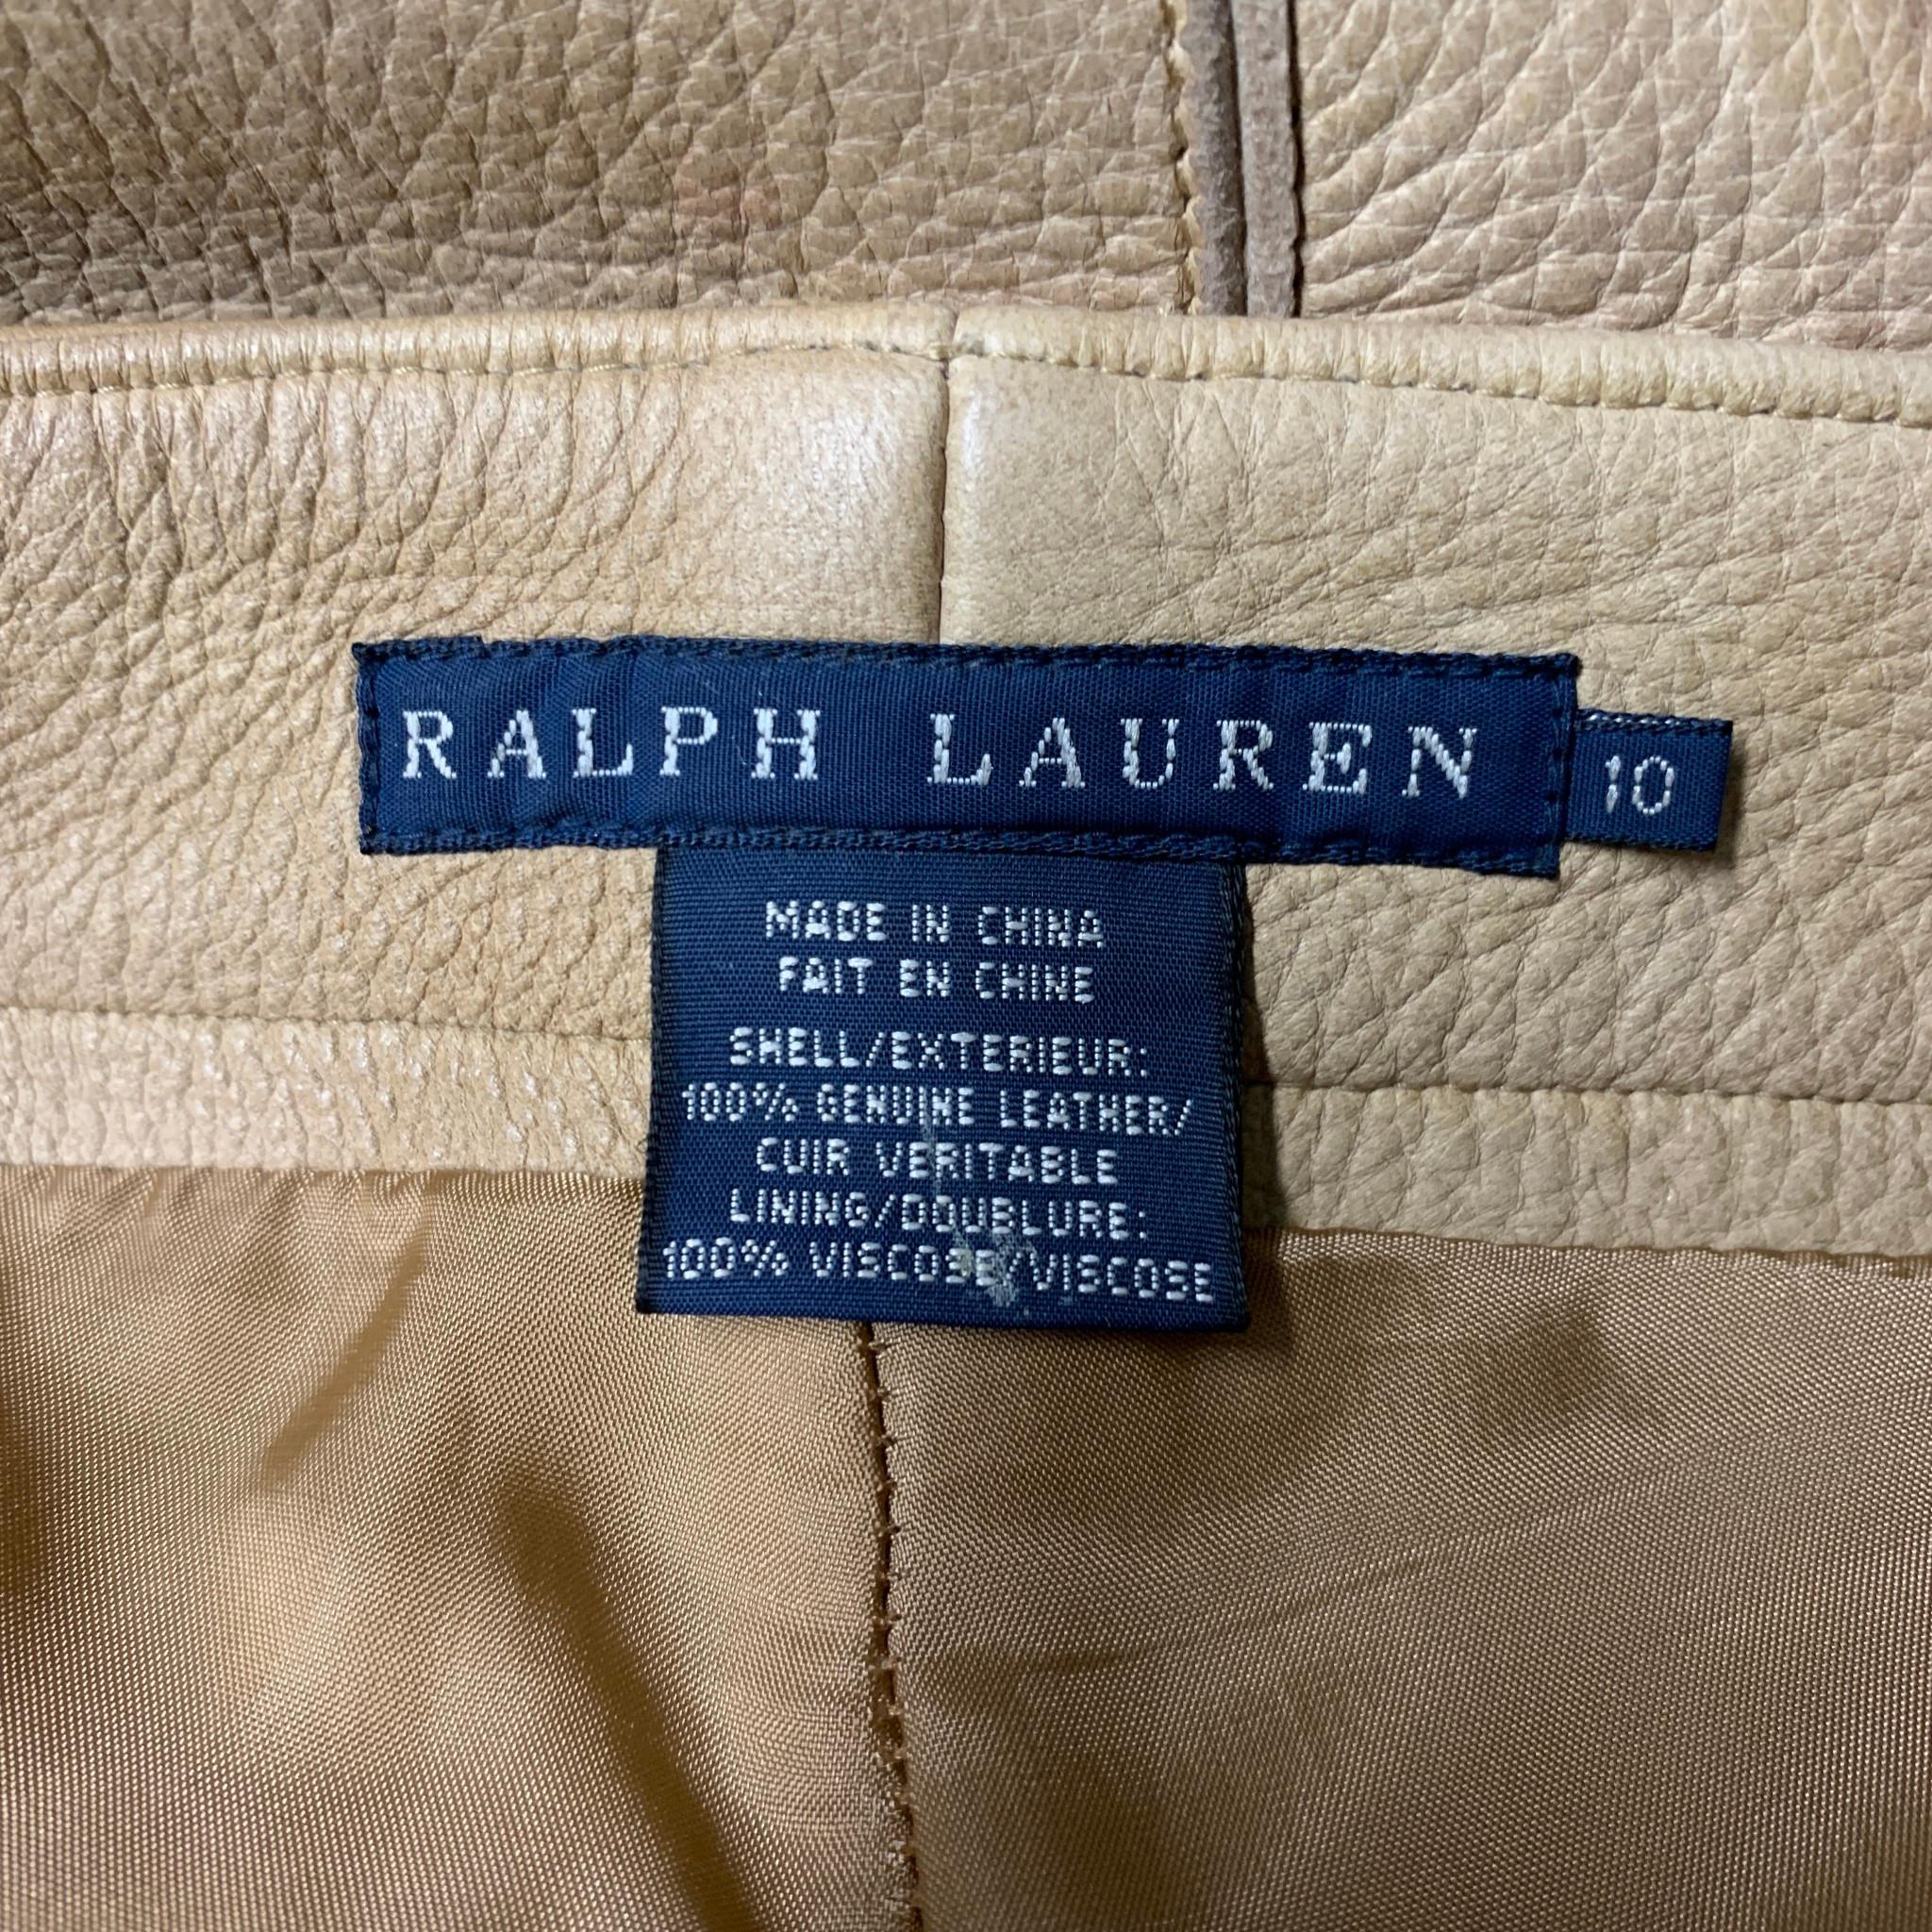 RALPH LAUREN
10
MADE IN CHINA
FAIT EN CHINE
SHELL/EXTERIEUR:
100% GENUINE LEATHER/
CUIR VERITABLE
LINING/DOUBLURE:
100% VISCOSE/VISCOSE